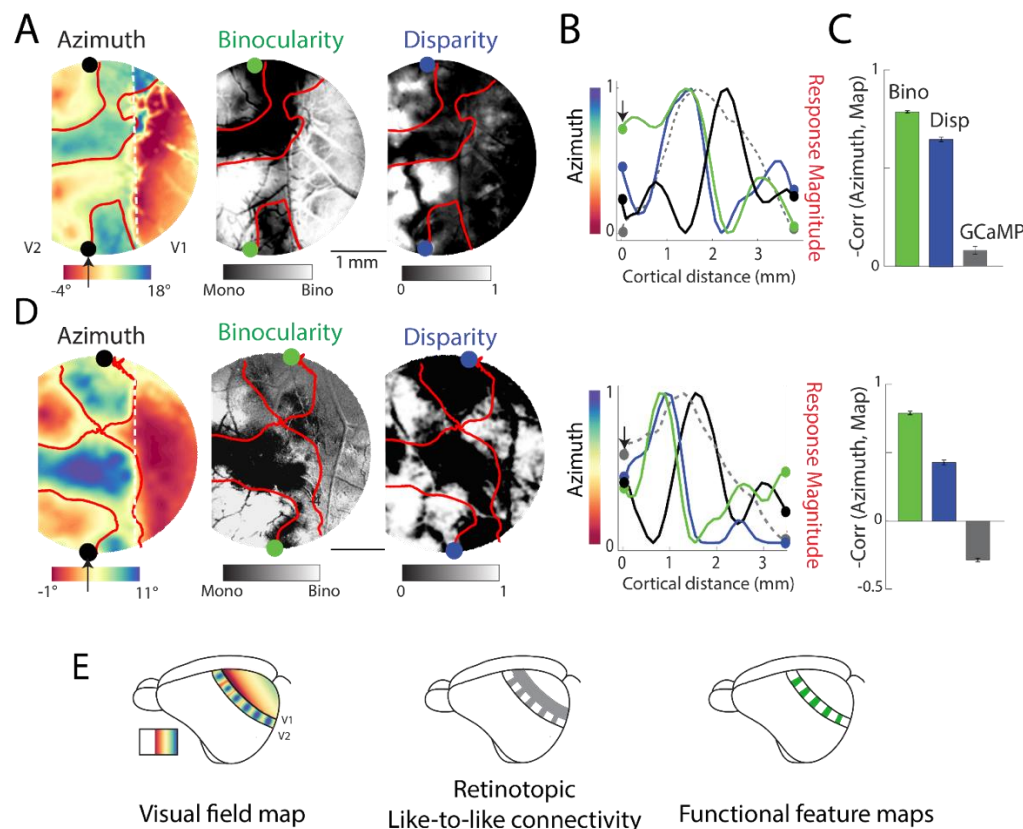 A
Azimuth
Binocularity
Disparity
V2
V1
1 mm
-4°
18°
Mono
Bino
0
1
B
Azimuth
Response Magnitude
0
1
2
3
Cortical distance (mm)
C
-Corr (Azimuth, Map)
1
0
Bino
Disp
GCaMP
D
Azimuth
Binocularity
Disparity
-1°
11°
Mono
Bino
0
1
Azimuth
Response Magnitude
0
1
2
3
Cortical distance (mm)
-Corr (Azimuth, Map)
1
0
-0.5
E
V1
V2
Visual field map
Retinotopic
Like-to-like connectivity
Functional feature maps